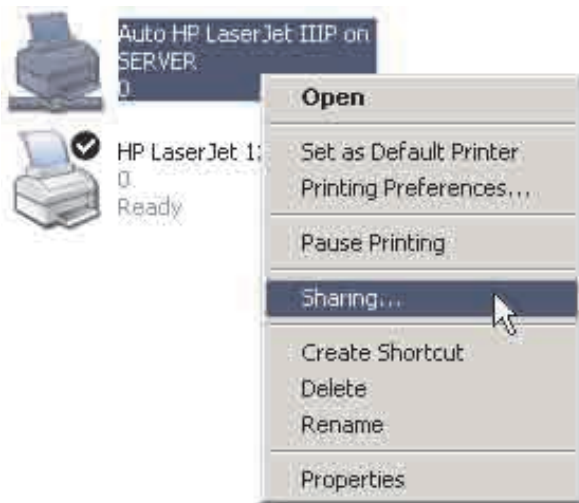 Auto HP LaserJet IIIP on
SERVER
0
HP LaserJet 1
0
Ready
Open
Set as Default Printer
Printing Preferences...
Pause Printing
Sharing...
Create Shortcut
Delete
Rename
Properties